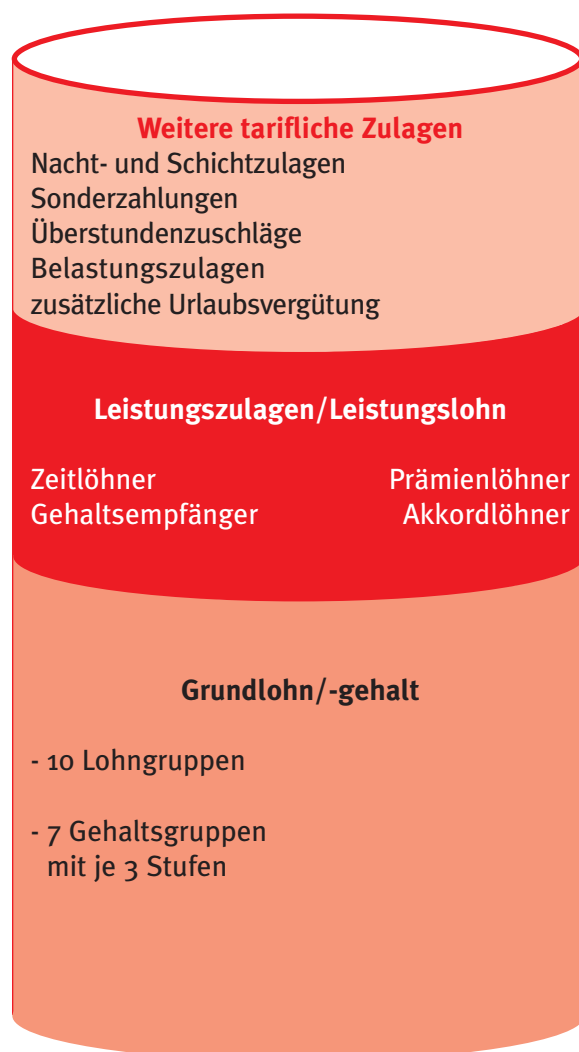 Weitere tarifliche Zulagen
Nacht- und Schichtzulagen
Sonderzahlungen
Überstundenzuschläge
Belastungszulagen
zusätzliche Urlaubsvergütung
Leistungszulagen/Leistungslohn
Zeitlöhner Prämienlöhner
Gehaltsempfänger Akkordlöhner
Grundlohn/-gehalt
- 10 Lohngruppen
- 7 Gehaltsgruppen
mit je 3 Stufen